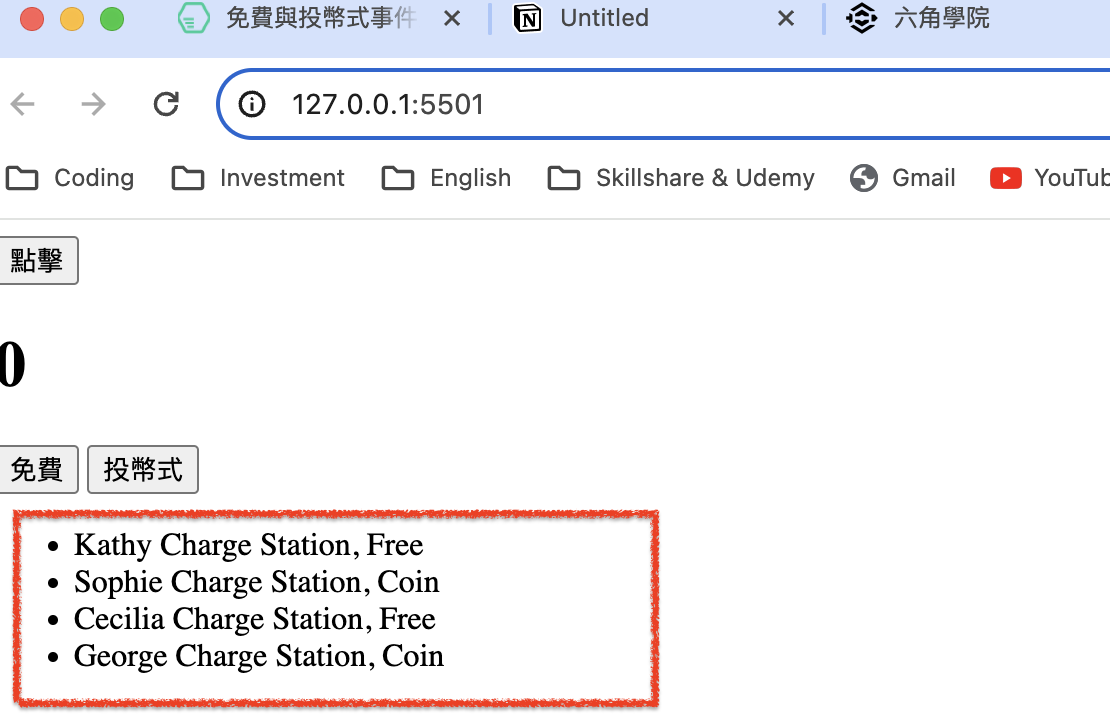 免費與投幣式事件
Untitled
六角學院
127.0.0.1:5501
Coding
Investment
English
Skillshare & Udemy
Gmail
點擊
0
免費
投幣式
Kathy Charge Station, Free
Sophie Charge Station, Coin
Cecilia Charge Station, Free
George Charge Station, Coin